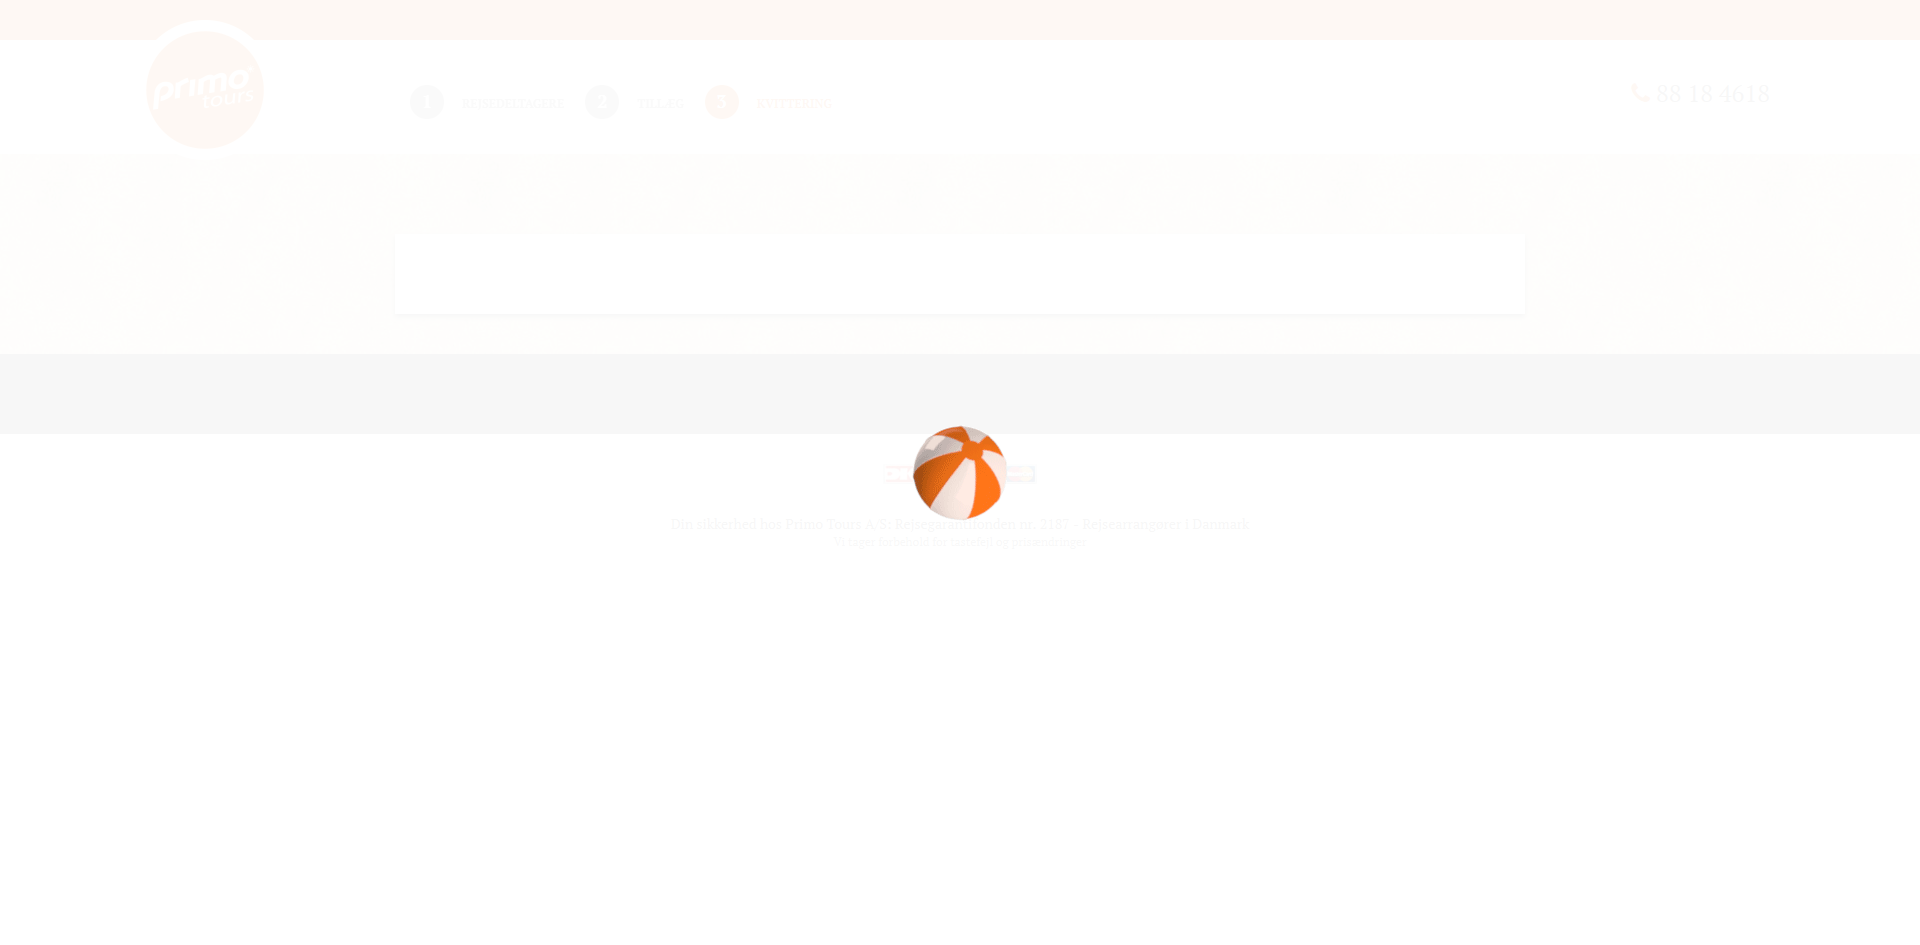 primo
tours
1 REJSEDELTAGERE 2 TILLÆG 3 KVITTERING
88 18 4618
Din sikkerhed hos Primo Tours A/S: Rejsegarantifonden nr. 2187 - Rejsearrangører i Danmark
Vi tager forbehold for tastefejl og prisændringer.